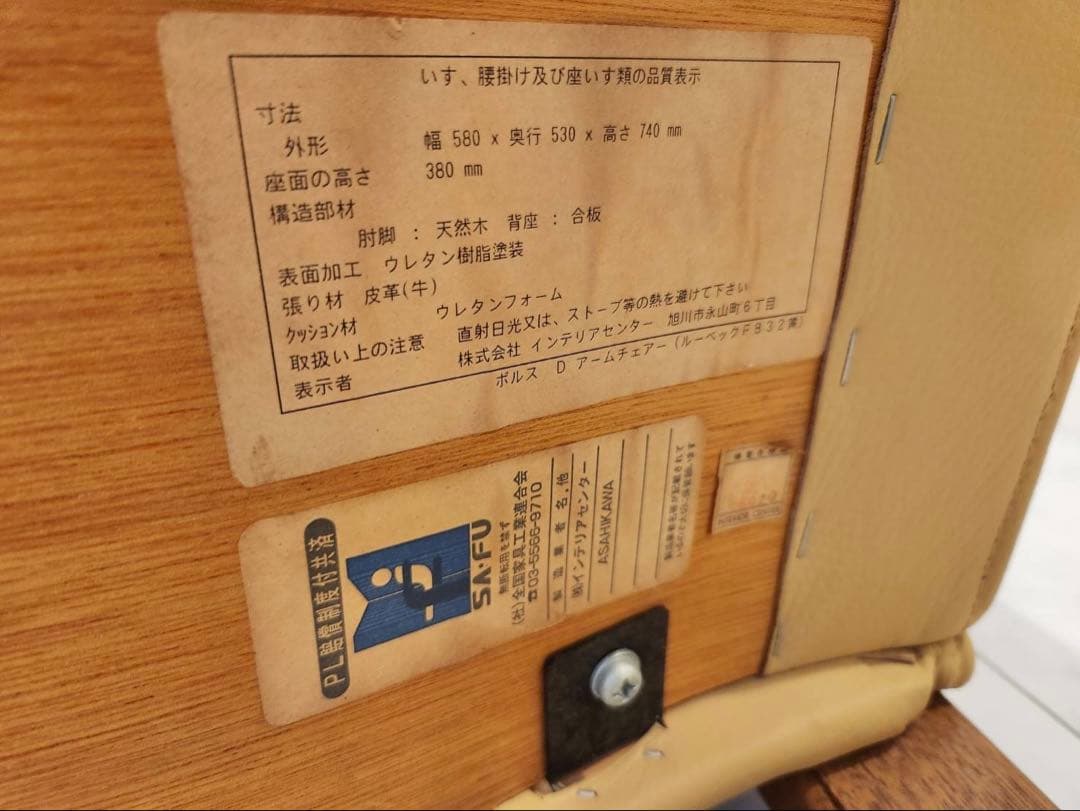 いす、腰掛け及び座いす類の品質表示
寸法
外形 幅 580 x 奥行 530 x 高さ 740 mm
座面の高さ 380 mm
構造部材
肘脚 : 天然木 背座 : 合板
表面加工 ウレタン樹脂塗装
張り材 皮革(牛)
クッション材 ウレタンフォーム
取扱い上の注意 直射日光又は、ストーブ等の熱を避けて下さい
表示者 株式会社 インテリアセンター 旭川市永山町6丁目
ボルス D アームチェアー (ルーベックFB32
PL賠償制度付共済
SA・FU
無断転用を禁ず
(社)全国家具工業連合会
☎03-5566-9710
製造業者名・他
㈱インテリアセンター
ASAHIKAWA